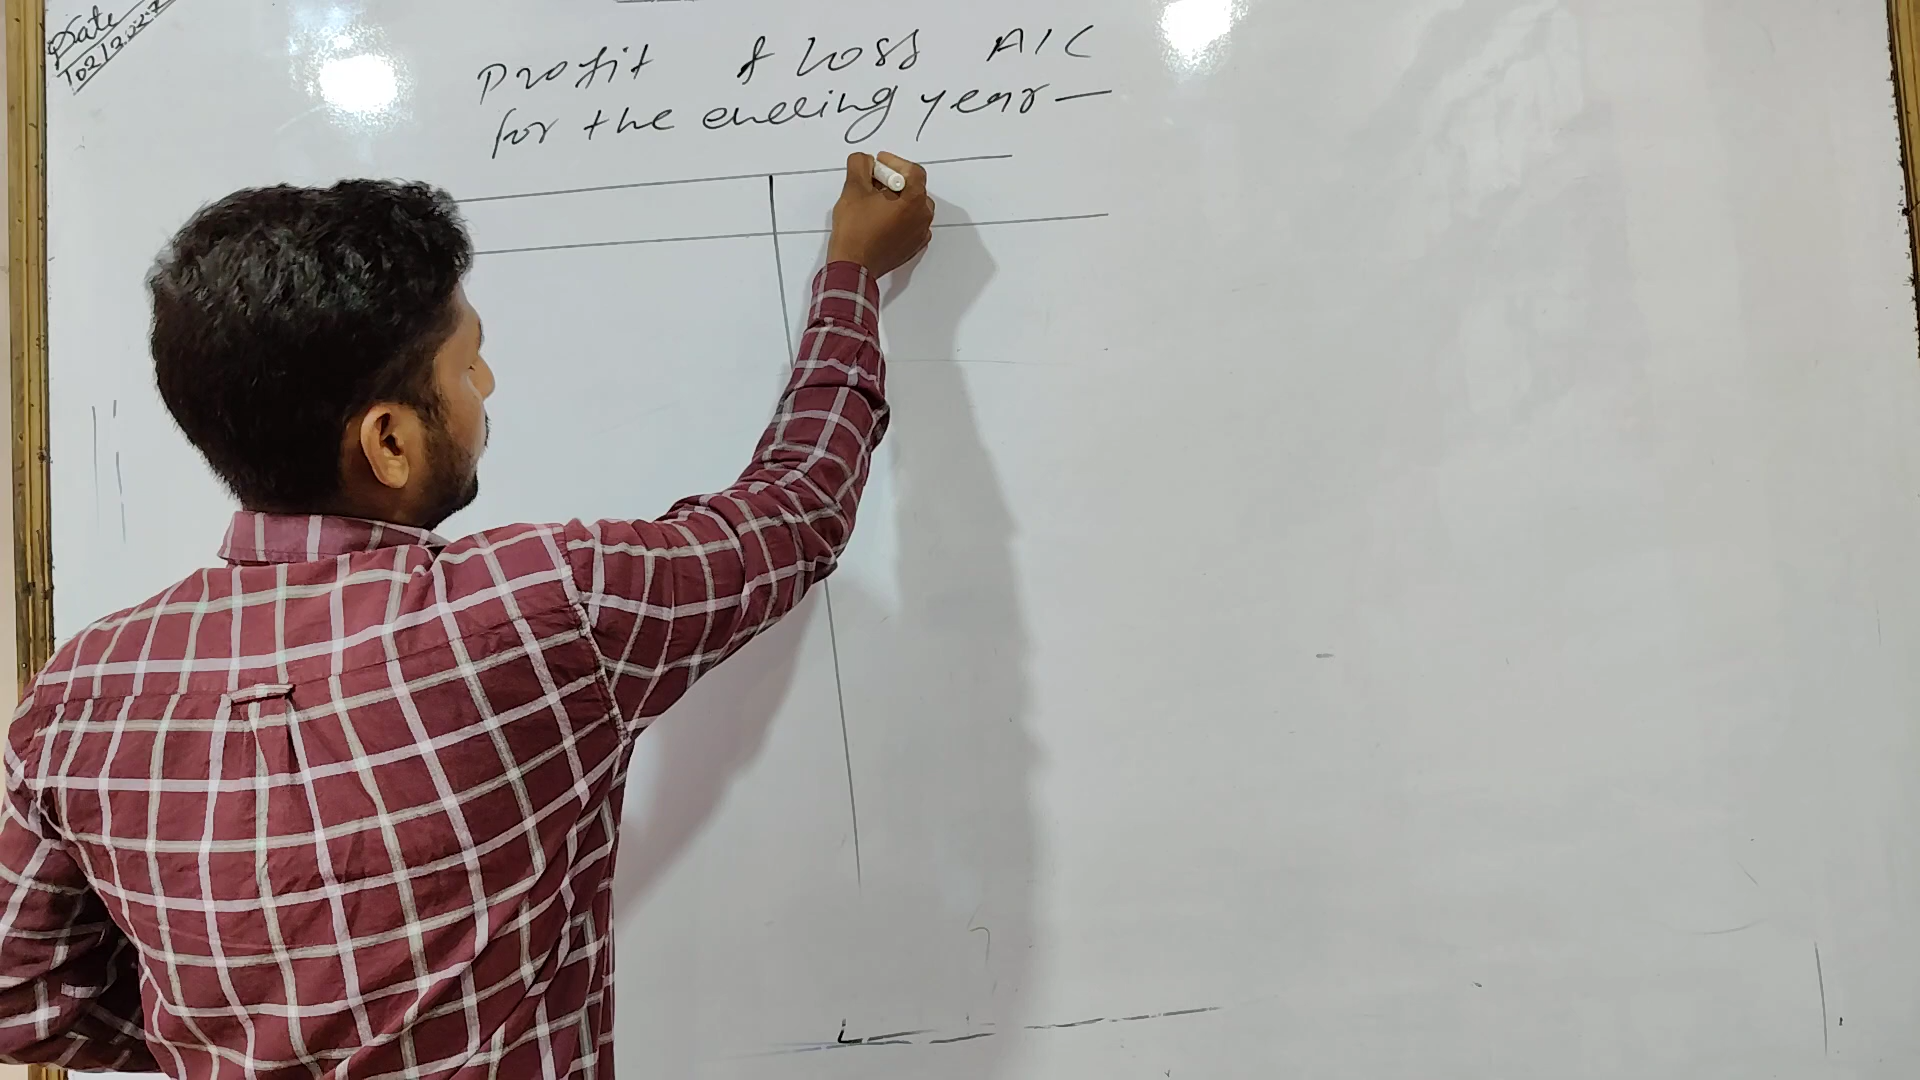 Date
Profit & Loss A/C
for the ending year —